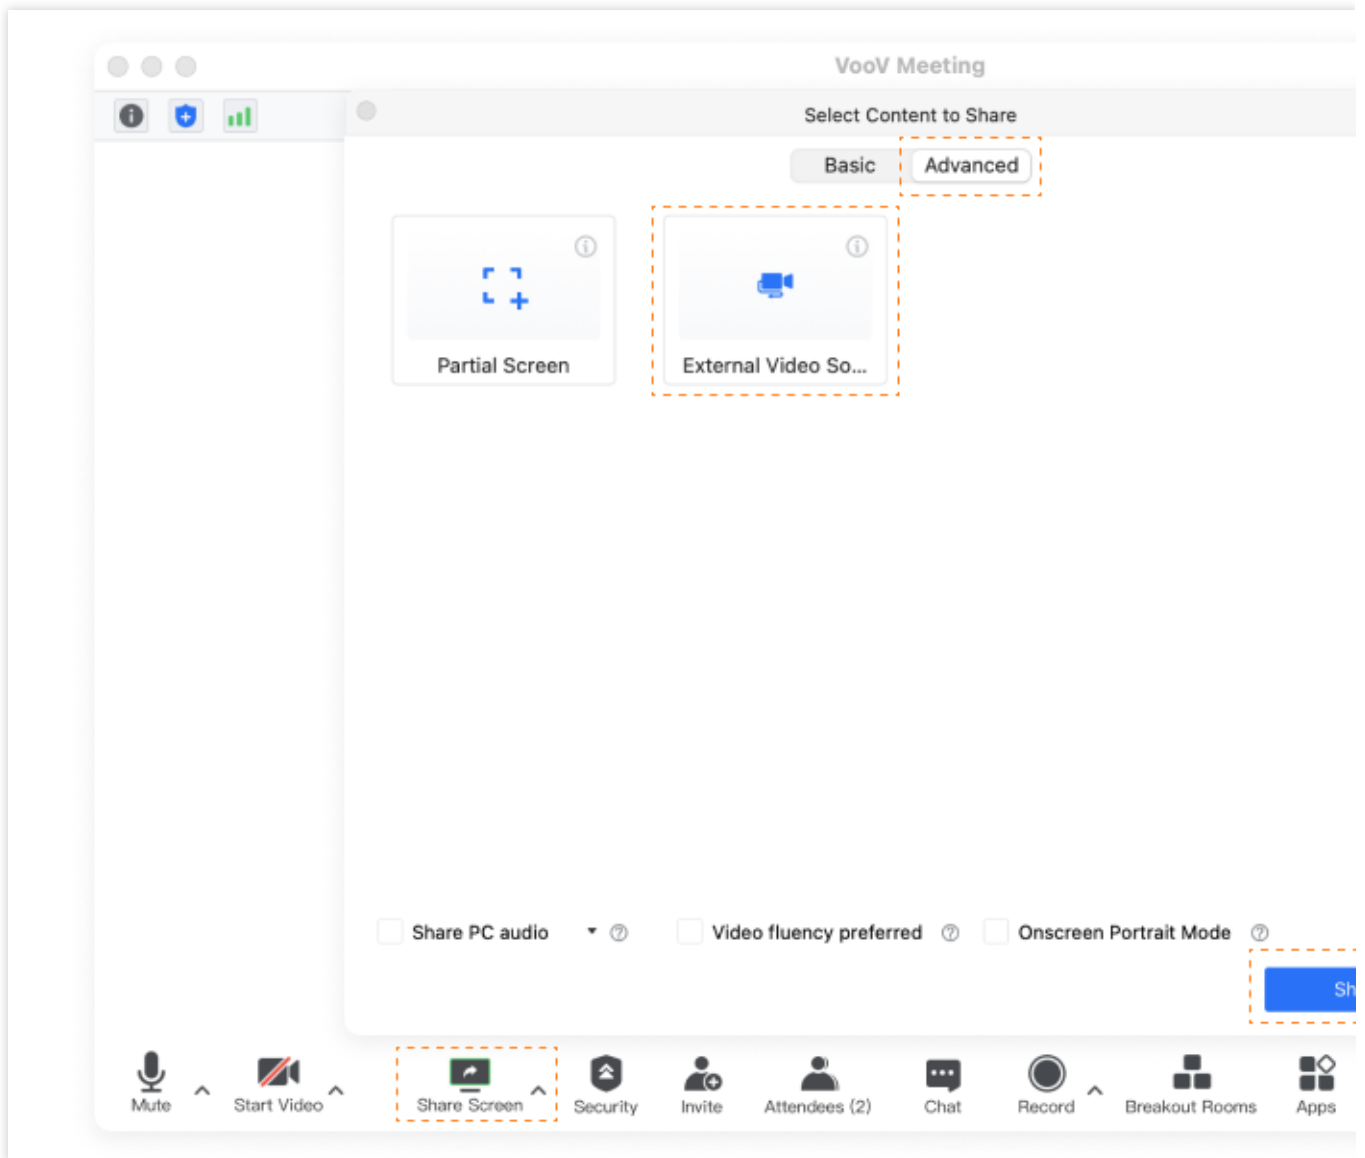 VooV Meeting
Select Content to Share
Basic Advanced
Partial Screen External Video So...
Share PC audio Video fluency preferred Onscreen Portrait Mode
Sh
Mute Start Video Share Screen Security Invite Attendees (2) Chat Record Breakout Rooms Apps